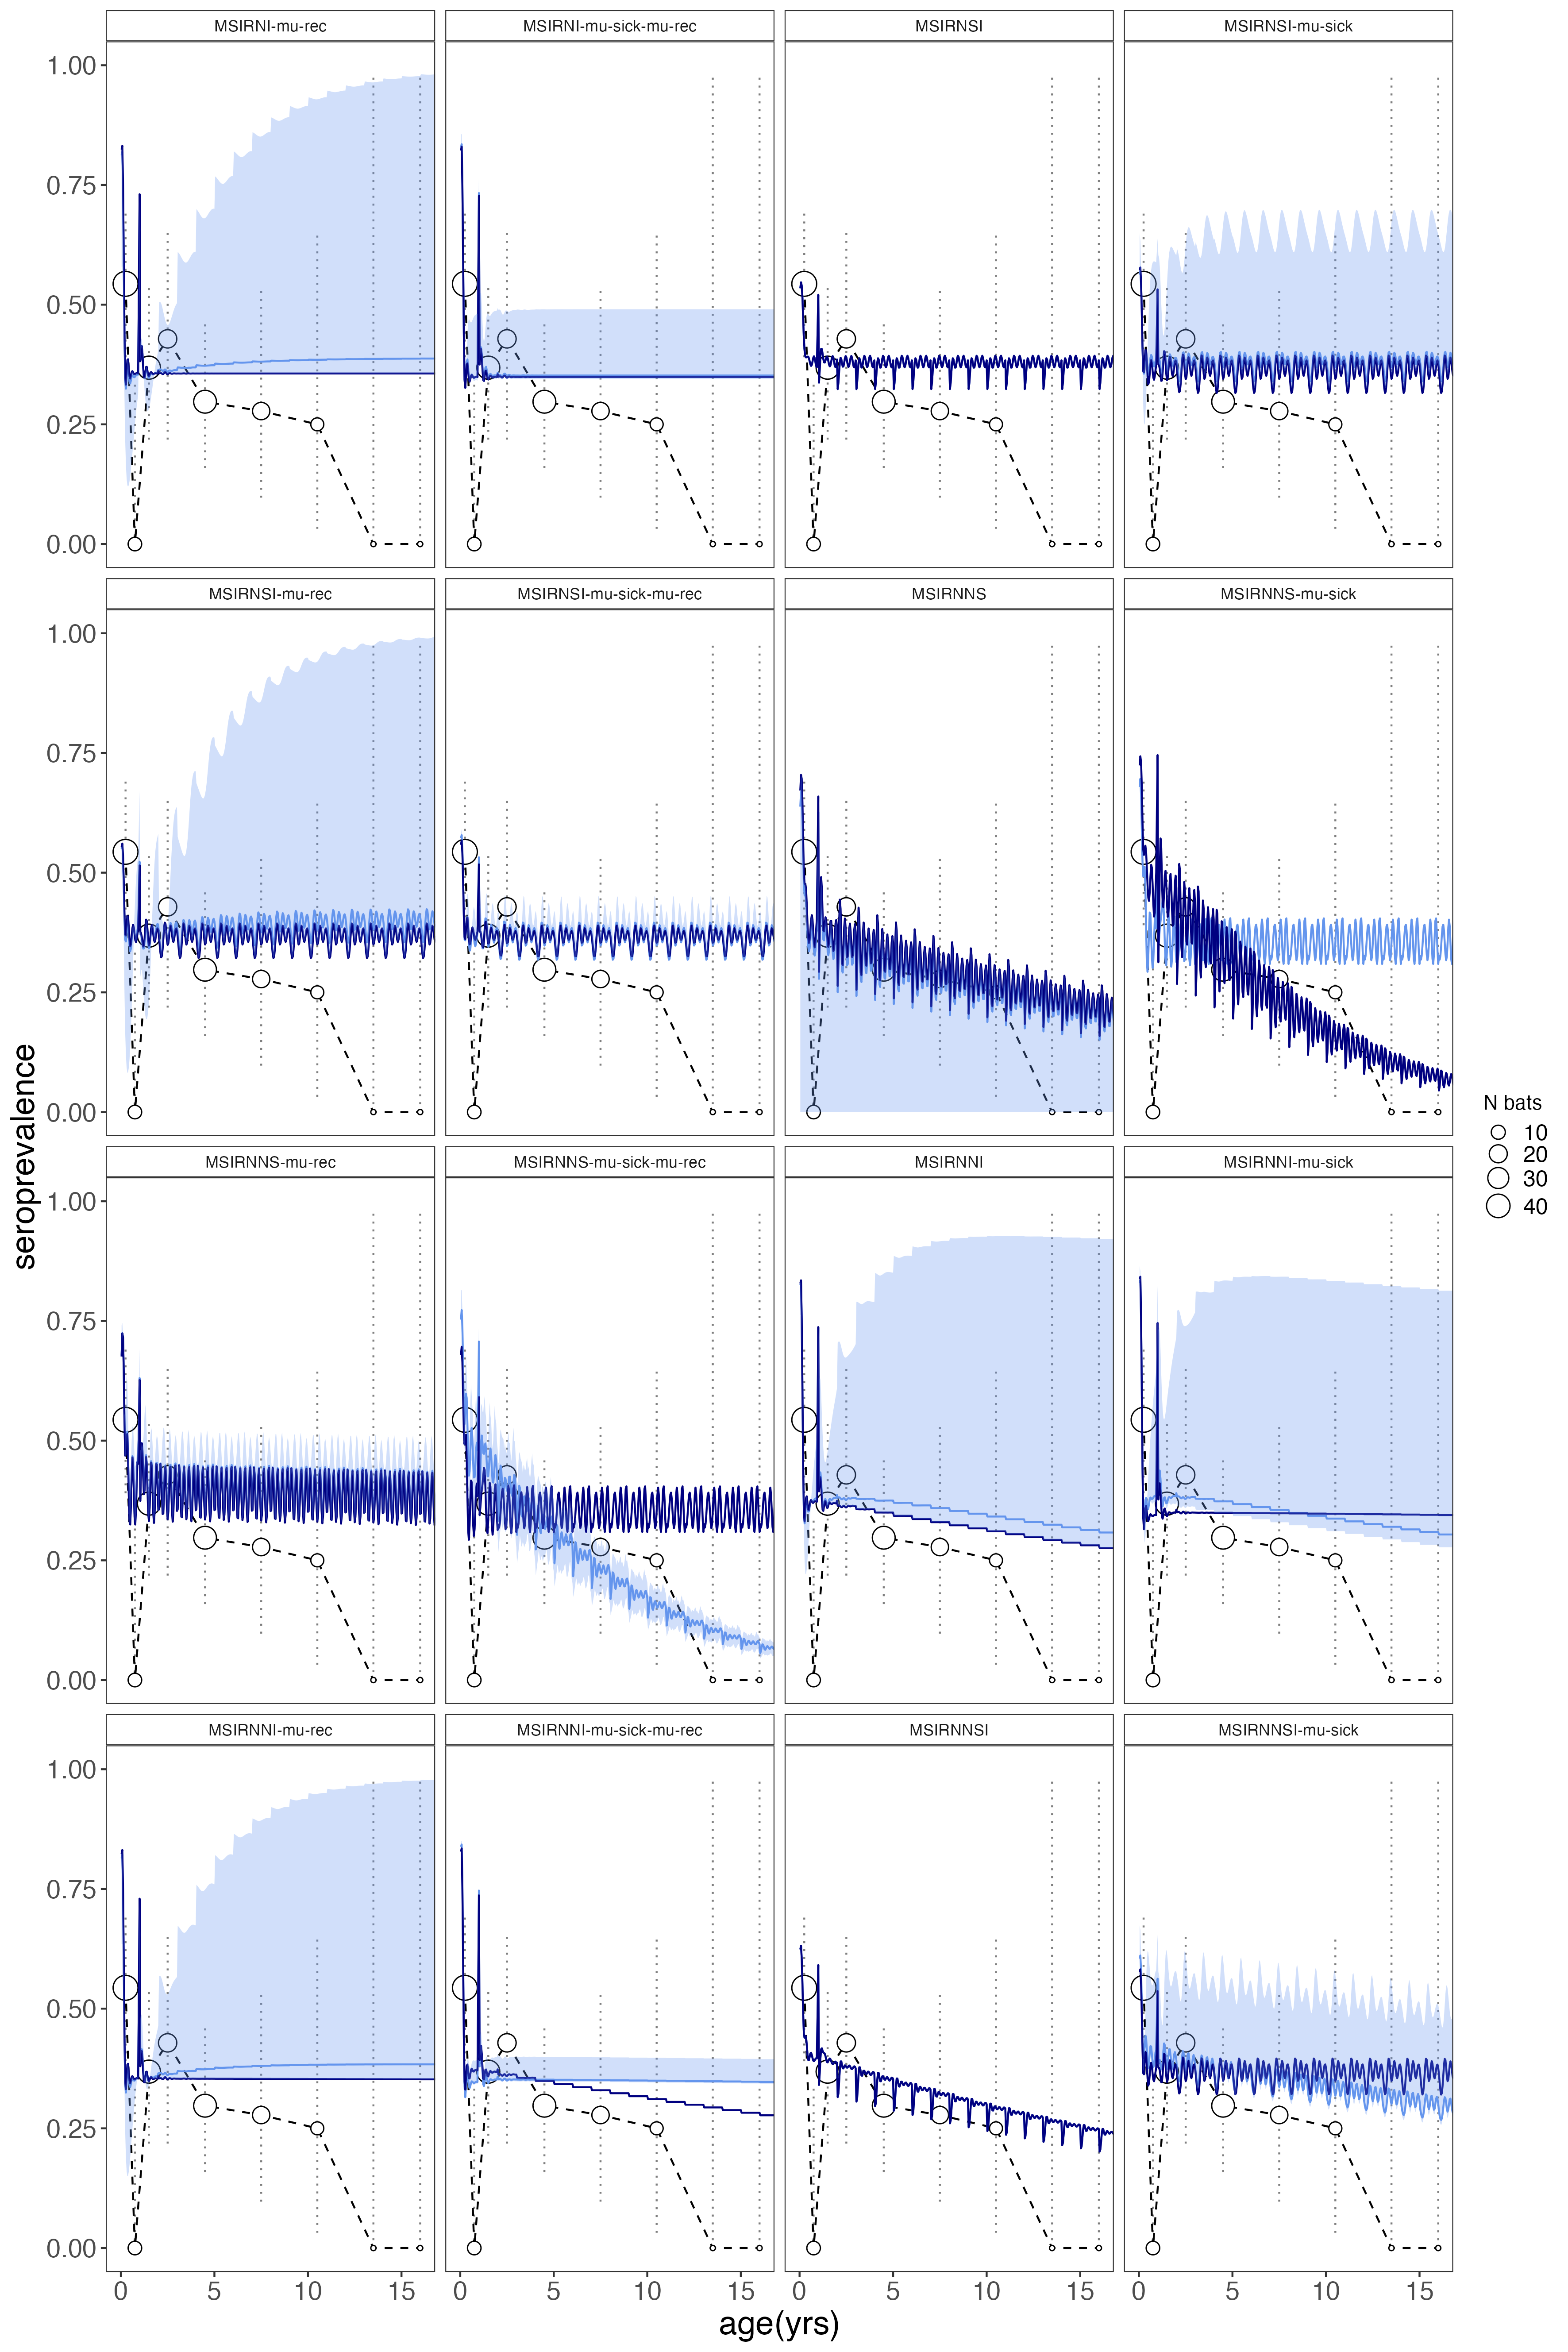 MSIRNI-mu-rec
MSIRNI-mu-sick-mu-rec
MSIRNSI
MSIRNSI-mu-sick
1.00
0.75
0.50
0.25
0.00
MSIRNSI-mu-rec
MSIRNSI-mu-sick-mu-rec
MSIRNNS
MSIRNNS-mu-sick
1.00
0.75
0.50
0.25
0.00
MSIRNNS-mu-rec
MSIRNNS-mu-sick-mu-rec
MSIRNNI
MSIRNNI-mu-sick
1.00
0.75
0.50
0.25
0.00
MSIRNNI-mu-rec
MSIRNNI-mu-sick-mu-rec
MSIRNNSI
MSIRNNSI-mu-sick
1.00
0.75
0.50
0.25
0.00
0 5 10 15
0 5 10 15
0 5 10 15
0 5 10 15
age(yrs)
seroprevalence
N bats
10
20
30
40